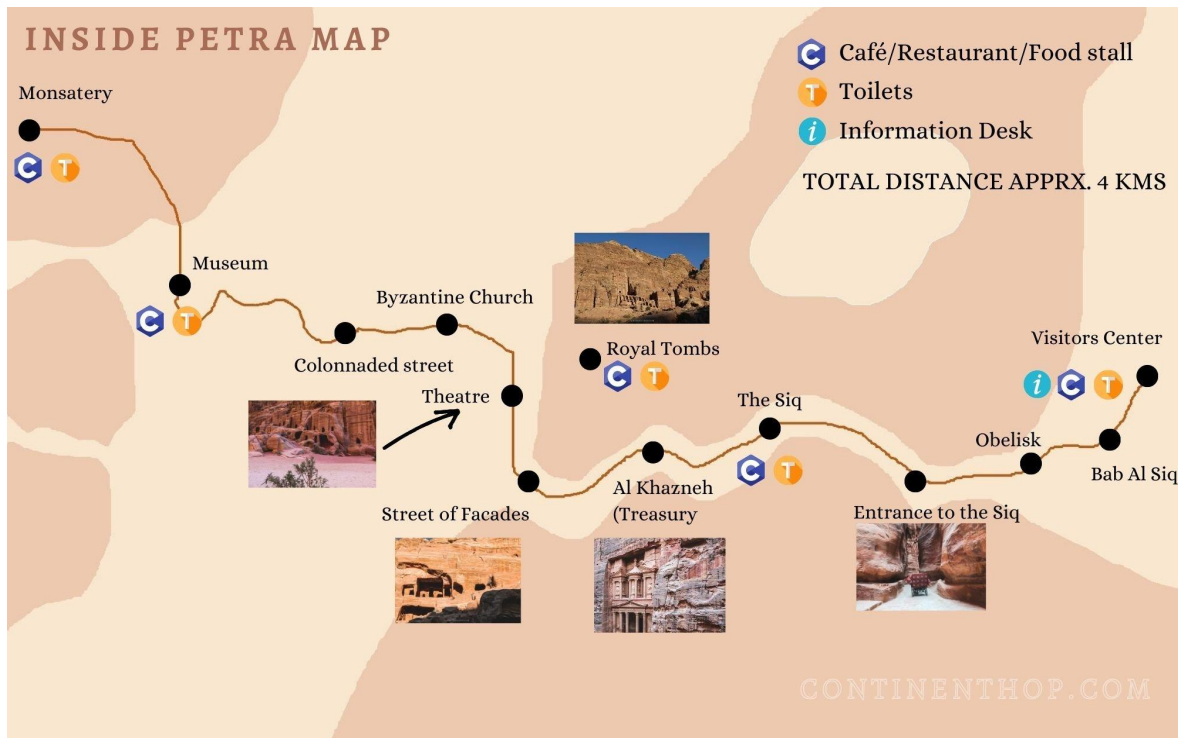 INSIDE PETRA MAP
C Café/Restaurant/Food stall
T Toilets
i Information Desk
TOTAL DISTANCE APPRX. 4 KMS
Monsatery
C T
Museum
C T
Byzantine Church
Colonnaded street
Theatre
Royal Tombs
C T
Visitors Center
i C T
The Siq
C T
Obelisk
Bab Al Siq
Al Khazneh
(Treasury
Street of Facades
Entrance to the Siq
CONTINENTHOP.COM